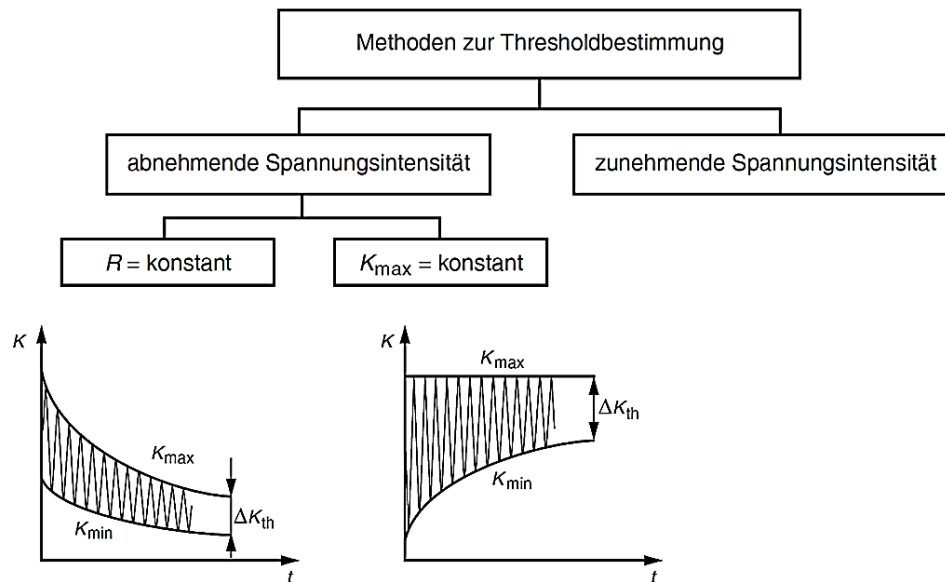 Methoden zur Thresholdbestimmung
abnehmende Spannungsintensität
zunehmende Spannungsintensität
R = konstant
Kmax = konstant
K
Kmax
Kmin
ΔKth
t
K
Kmax
Kmin
ΔKth
t